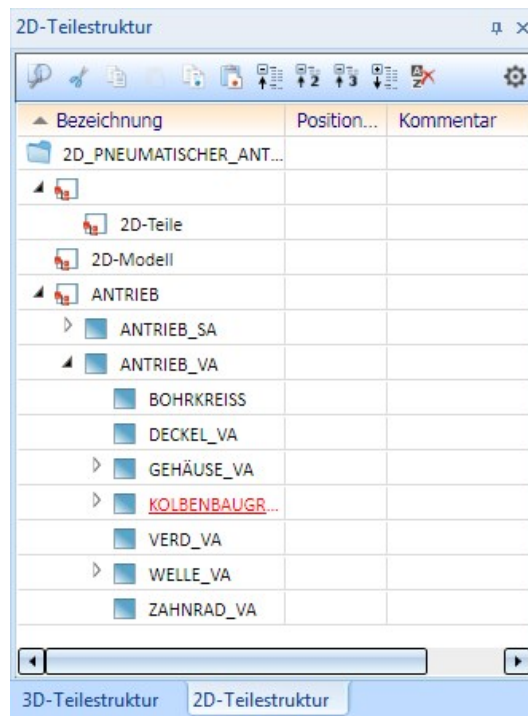 2D-Teilestruktur
Bezeichnung Position... Kommentar
2D_PNEUMATISCHER_ANT...
2D-Teile
2D-Modell
ANTRIEB
ANTRIEB_SA
ANTRIEB_VA
BOHRKREISS
DECKEL_VA
GEHÄUSE_VA
KOLBENBAUGR...
VERD_VA
WELLE_VA
ZAHNRAD_VA
3D-Teilestruktur 2D-Teilestruktur